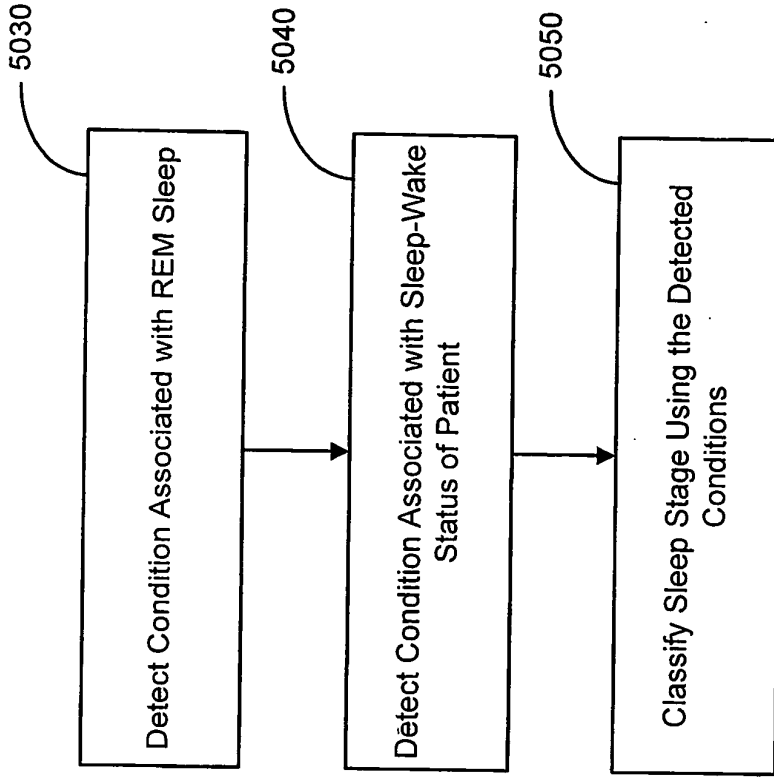 5030
Detect Condition Associated with REM Sleep
5040
Detect Condition Associated with Sleep-Wake
Status of Patient
5050
Classify Sleep Stage Using the Detected
Conditions